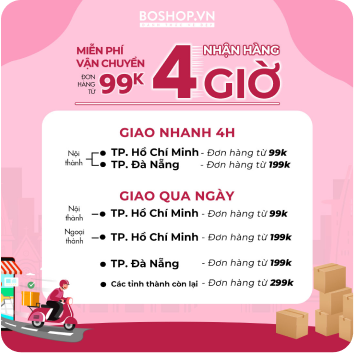 BOSHOP.VN
MIỄN PHÍ
VẬN CHUYỂN
ĐƠN
HÀNG
TỪ
99K
NHẬN HÀNG
4 GIỜ
GIAO NHANH 4H
Nội
thành
TP. Hồ Chí Minh - Đơn hàng từ 99k
TP. Đà Nẵng - Đơn hàng từ 199k
GIAO QUA NGÀY
Nội
thành
TP. Hồ Chí Minh - Đơn hàng từ 99k
Ngoại
thành
TP. Hồ Chí Minh - Đơn hàng từ 199k
TP. Đà Nẵng - Đơn hàng từ 199k
Các tỉnh thành còn lại - Đơn hàng từ 299k